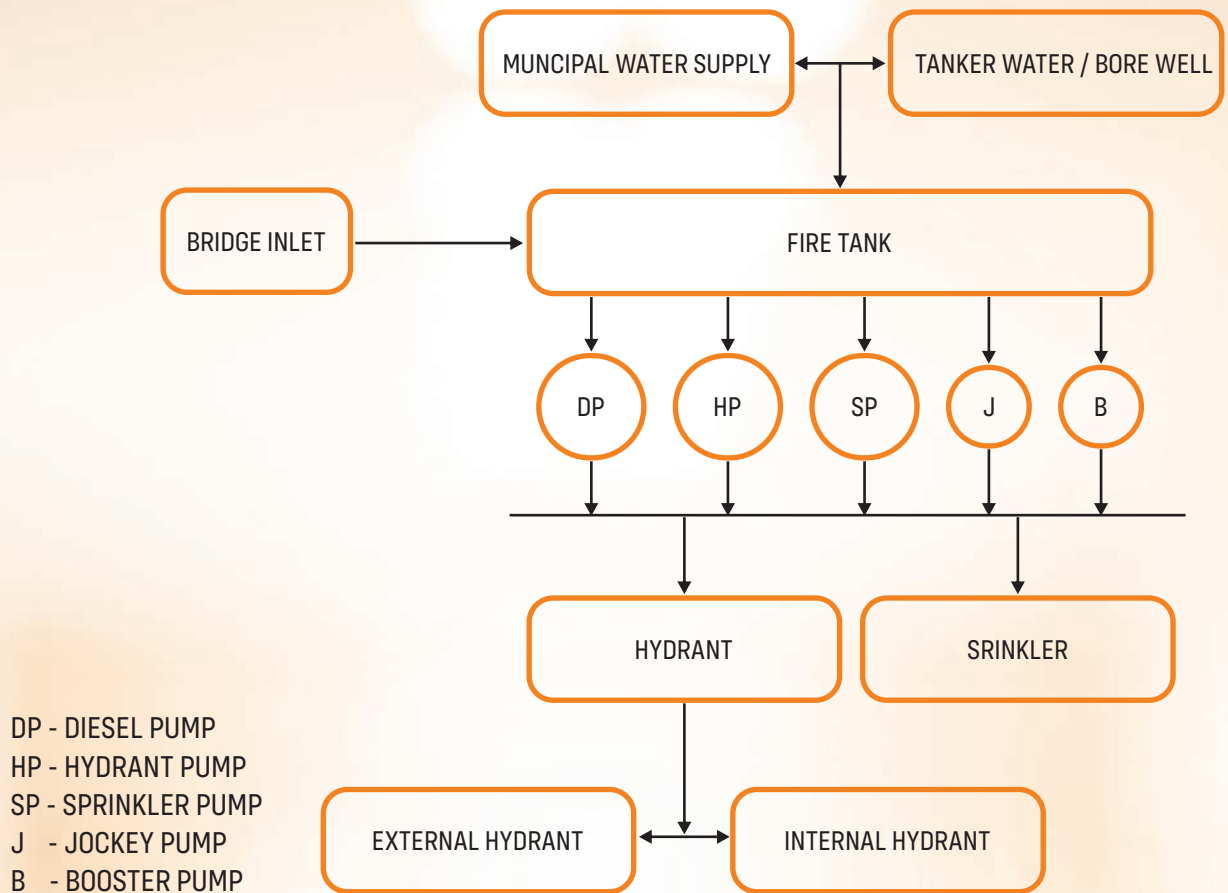 MUNCIPAL WATER SUPPLY
TANKER WATER / BORE WELL
BRIDGE INLET
FIRE TANK
DP
HP
SP
J
B
HYDRANT
SRINKLER
DP - DIESEL PUMP
HP - HYDRANT PUMP
SP - SPRINKLER PUMP
J - JOCKEY PUMP
B - BOOSTER PUMP
EXTERNAL HYDRANT
INTERNAL HYDRANT